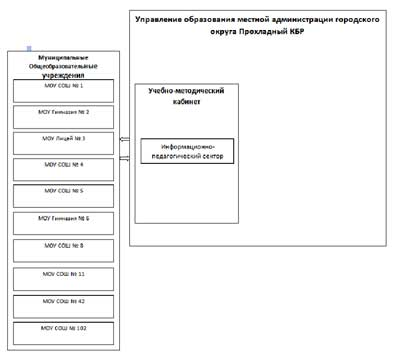 Управление образования местной администрации городского
округа Прохладный КБР
Муниципальные
Общеобразовательные
учреждения
МОУ СОШ № 1
МОУ Гимназия № 2
МОУ Лицей № 3
МОУ СОШ № 4
МОУ СОШ № 5
МОУ Гимназия № 6
МОУ СОШ № 8
МОУ СОШ № 11
МОУ СОШ № 42
МОУ СОШ № 102
Учебно-методический
кабинет
Информационно-
педагогический сектор